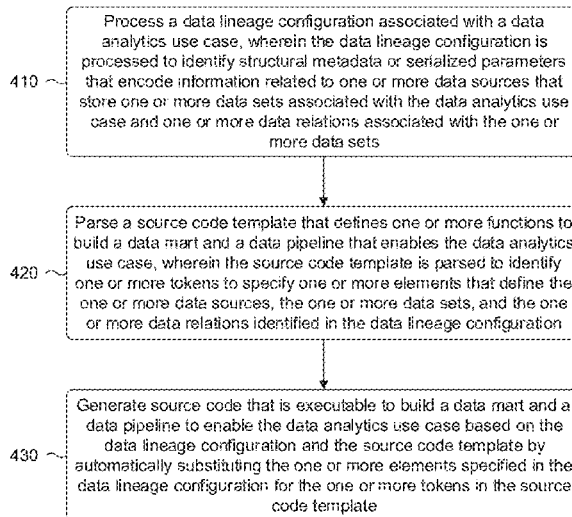 Process a data lineage configuration associated with a data
analytics use case, wherein the data lineage configuration is
processed to identify structural metadata or serialized parameters
410
that encode information related to one or more data sources that
store one or more data sets associated with the data analytics use
case and one or more data relations associated with the one or
more data sets
Parse a source code template that defines one or more functions to
build a data mart and a data pipeline that enables the data analytics
420
use case, wherein the source code template is parsed to identify
one or more tokens to specify one or more elements that define the
one or more data sources, the one or more data sets, and the one
or more data relations identified in the data lineage configuration
Generate source code that is executable to build a data mart and a
data pipeline to enable the data analytics use case based on the
data lineage configuration and the source code template by
430
automatically substituting the one or more elements specified in the
data lineage configuration for the one or more tokens in the source
code template